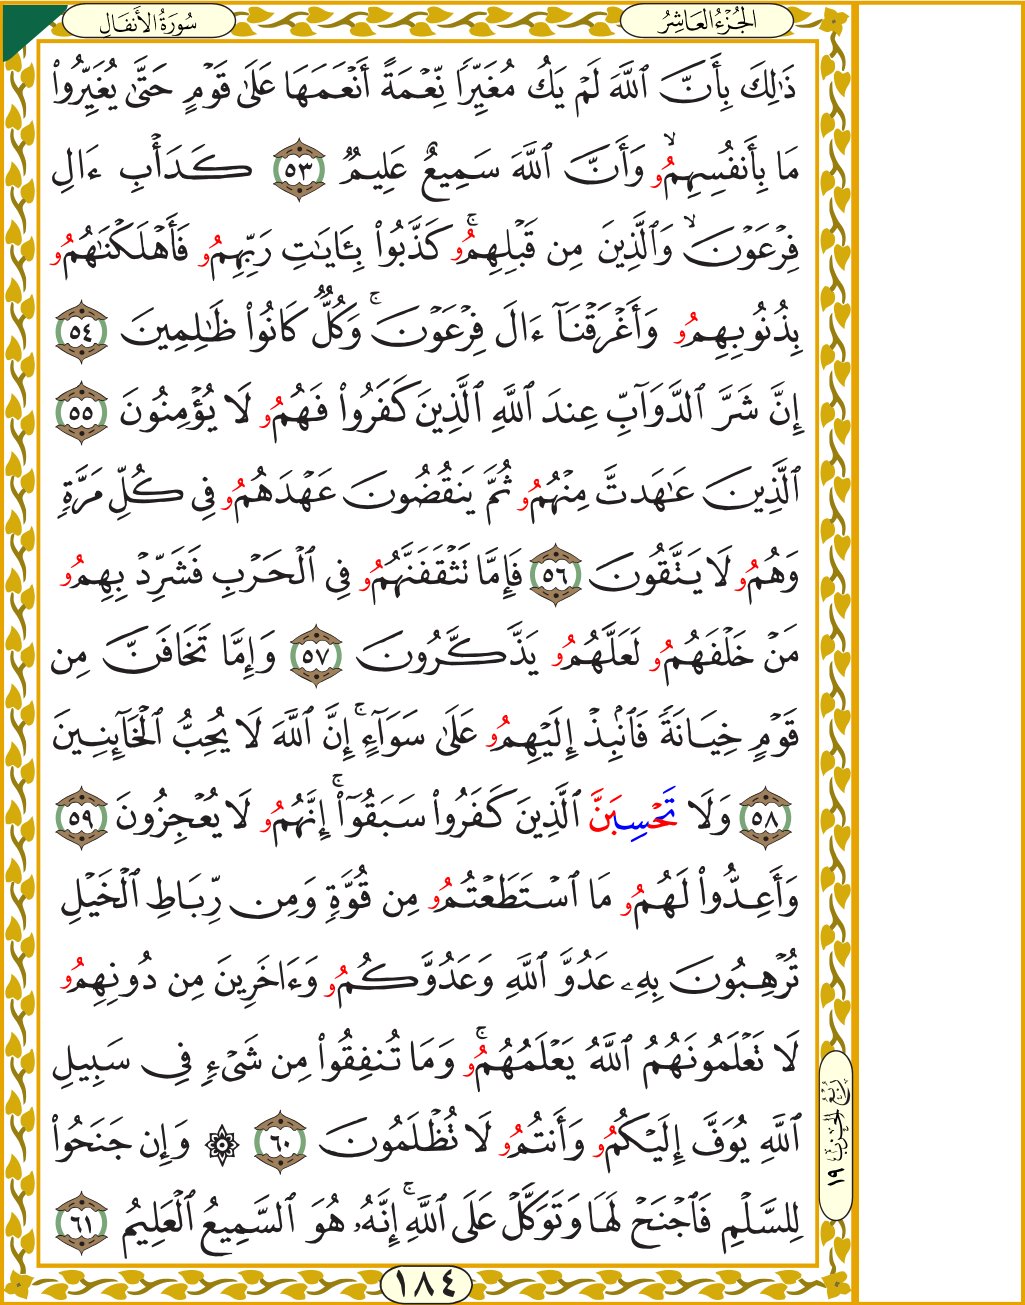 سُورَةُ الأَنفَالِ
الجُزْءُ العَاشِرُ
ذَٰلِكَ بِأَنَّ ٱللَّهَ لَمْ يَكُ مُغَيِّرٗا نِّعْمَةً أَنْعَمَهَا عَلَىٰ قَوْمٍ حَتَّىٰ يُغَيِّرُوا۟
مَا بِأَنفُسِهِمُۥ ۙ وَأَنَّ ٱللَّهَ سَمِيعٌ عَلِيمٞ ٥٣ كَدَأْبِ ءَالِ
فِرْعَوْنَ ۙ وَٱلَّذِينَ مِن قَبْلِهِمُۥ ۚ كَذَّبُوا۟ بِـَٔايَـٰتِ رَبِّهِمُۥ فَأَهْلَكْنَـٰهُمُۥ
بِذُنُوبِهِمُۥ وَأَغْرَقْنَآ ءَالَ فِرْعَوْنَ ۚ وَكُلّٞ كَانُوا۟ ظَـٰلِمِينَ ٥٤
إِنَّ شَرَّ ٱلدَّوَآبِّ عِندَ ٱللَّهِ ٱلَّذِينَ كَفَرُوا۟ فَهُمُۥ لَا يُؤْمِنُونَ ٥٥
ٱلَّذِينَ عَـٰهَدتَّ مِنْهُمُۥ ثُمَّ يَنقُضُونَ عَهْدَهُمُۥ فِي كُلِّ مَرَّةٖ
وَهُمُۥ لَا يَتَّقُونَ ٥٦ فَإِمَّا تَثْقَفَنَّهُمُۥ فِي ٱلْحَرْبِ فَشَرِّدْ بِهِمُۥ
مَنْ خَلْفَهُمُۥ لَعَلَّهُمُۥ يَذَّكَّرُونَ ٥٧ وَإِمَّا تَخَافَنَّ مِن
قَوْمٍ خِيَانَةٗ فَٱنۢبِذْ إِلَيْهِمُۥ عَلَىٰ سَوَآءٍ ۚ إِنَّ ٱللَّهَ لَا يُحِبُّ ٱلْخَآئِنِينَ
٥٨ وَلَا تَحْسِبَنَّ ٱلَّذِينَ كَفَرُوا۟ سَبَقُوٓا۟ ۚ إِنَّهُمُۥ لَا يُعْجِزُونَ ٥٩
وَأَعِدُّوا۟ لَهُمُۥ مَا ٱسْتَطَعْتُمُۥ مِن قُوَّةٖ وَمِن رِّبَاطِ ٱلْخَيْلِ
تُرْهِبُونَ بِهِۦ عَدُوَّ ٱللَّهِ وَعَدُوَّكُمُۥ وَءَاخَرِينَ مِن دُونِهِمُۥ
لَا تَعْلَمُونَهُمُ ٱللَّهُ يَعْلَمُهُمُۥ ۚ وَمَا تُنفِقُوا۟ مِن شَيْءٖ فِي سَبِيلِ
ٱللَّهِ يُوَفَّ إِلَيْكُمُۥ وَأَنتُمُۥ لَا تُظْلَمُونَ ٦٠ ۞ وَإِن جَنَحُوا۟
لِلسَّلْمِ فَٱجْنَحْ لَهَا وَتَوَكَّلْ عَلَى ٱللَّهِ ۚ إِنَّهُۥ هُوَ ٱلسَّمِيعُ ٱلْعَلِيمُ ٦١
رُبْعُ الحِزْبِ ١٩
١٨٤